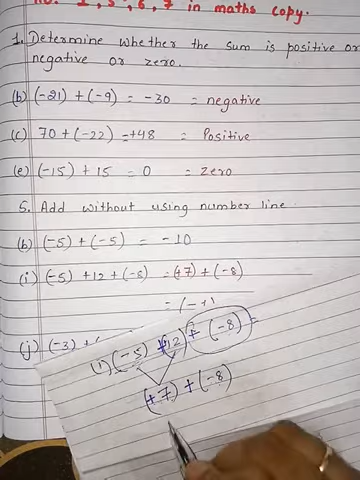 no. 1, 5, 6, 7 in maths copy.
1. Determine whether the sum is positive or
negative or zero.
(b) (-21) + (-9) = -30 = negative
(c) 70 + (-22) = +48 = Positive
(e) (-15) + 15 = 0 = zero
5. Add without using number line.
(b) (-5) + (-5) = -10
(i) (-5) + 12 + (-8) = (+7) + (-8)
= (-1)
(j) (-3) +
(i) (-5) + 12) + (-8) =
(+7) + (-8)